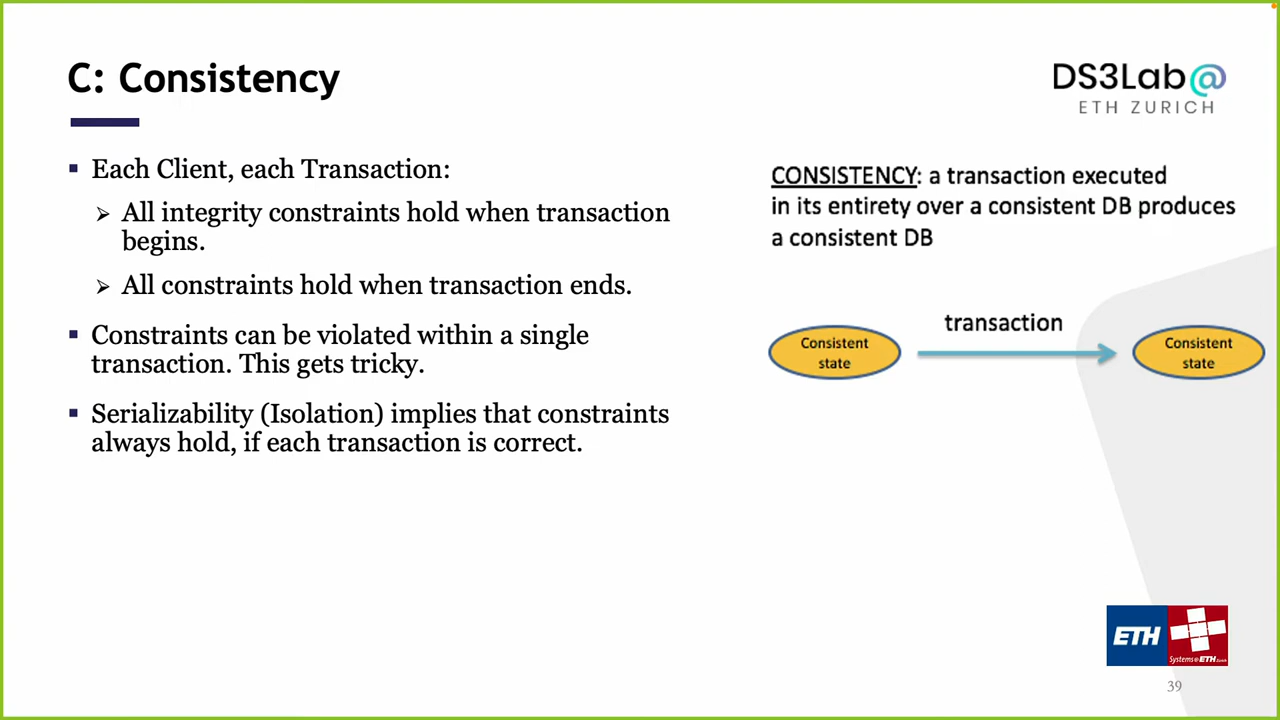 C: Consistency
DS3Lab@
ETH ZURICH
▪ Each Client, each Transaction:
➢ All integrity constraints hold when transaction
begins.
➢ All constraints hold when transaction ends.
▪ Constraints can be violated within a single
transaction. This gets tricky.
▪ Serializability (Isolation) implies that constraints
always hold, if each transaction is correct.
CONSISTENCY: a transaction executed
in its entirety over a consistent DB produces
a consistent DB
transaction
Consistent
state
Consistent
state
ETH
Systems@ETH Zurich
39